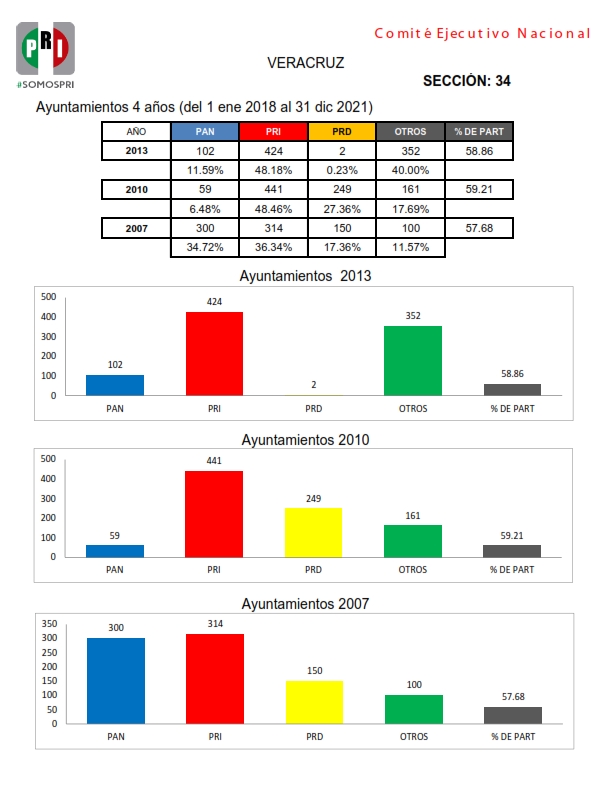 Comité Ejecutivo Nacional
PRI
#SOMOSPRI
VERACRUZ
SECCIÓN: 34
Ayuntamientos 4 años (del 1 ene 2018 al 31 dic 2021)
AÑO PAN PRI PRD OTROS % DE PART
2013 102 424 2 352 58.86
11.59% 48.18% 0.23% 40.00%
2010 59 441 249 161 59.21
6.48% 48.46% 27.36% 17.69%
2007 300 314 150 100 57.68
34.72% 36.34% 17.36% 11.57%
Ayuntamientos 2013
500
400
300
200
100
0
102 424 2 352 58.86
PAN PRI PRD OTROS % DE PART
Ayuntamientos 2010
500
400
300
200
100
0
59 441 249 161 59.21
PAN PRI PRD OTROS % DE PART
Ayuntamientos 2007
350
300
250
200
150
100
50
0
300 314 150 100 57.68
PAN PRI PRD OTROS % DE PART